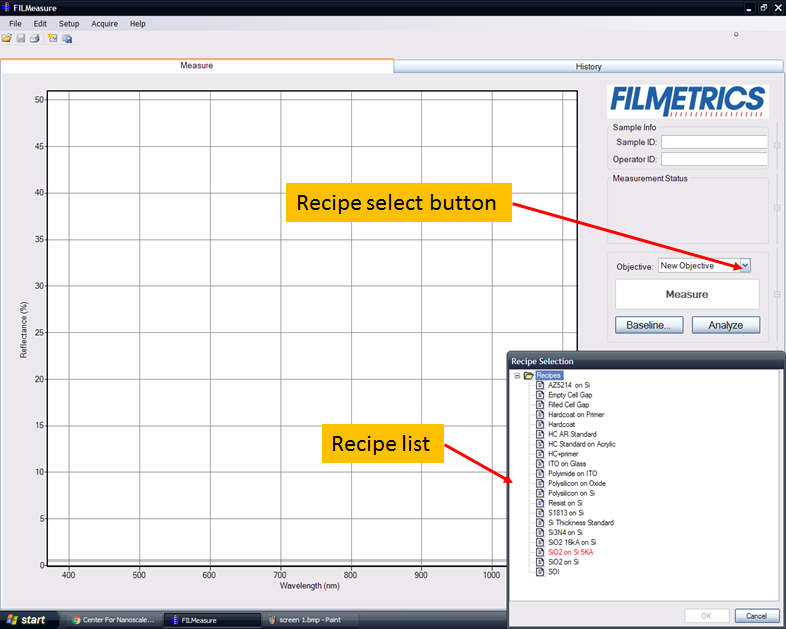 FILMeasure
File Edit Setup Acquire Help
Measure
History
FILMETRICS
Sample Info
Sample ID:
Operator ID:
Measurement Status
Recipe select button
Objective: New Objective
Measure
Baseline... Analyze
50
45
40
35
30
25
20
15
10
5
0
Reflectance (%)
400 500 600 700 800 900 1000
Wavelength (nm)
Recipe list
Recipe Selection
Recipes
AZ5214 on Si
Empty Cell Gap
Filled Cell Gap
Hardcoat on Primer
Hardcoat
HC AR Standard
HC Standard on Acrylic
HC+primer
ITO on Glass
Polyimide on ITO
Polysilicon on Oxide
Polysilicon on Si
Resist on Si
S1813 on Si
Si Thickness Standard
Si3N4 on Si
SiO2 16kA on Si
SiO2 on Si 5KA
SiO2 on Si
SOI
OK Cancel
start Center For Nanoscale... FILMeasure screen 1.bmp - Paint